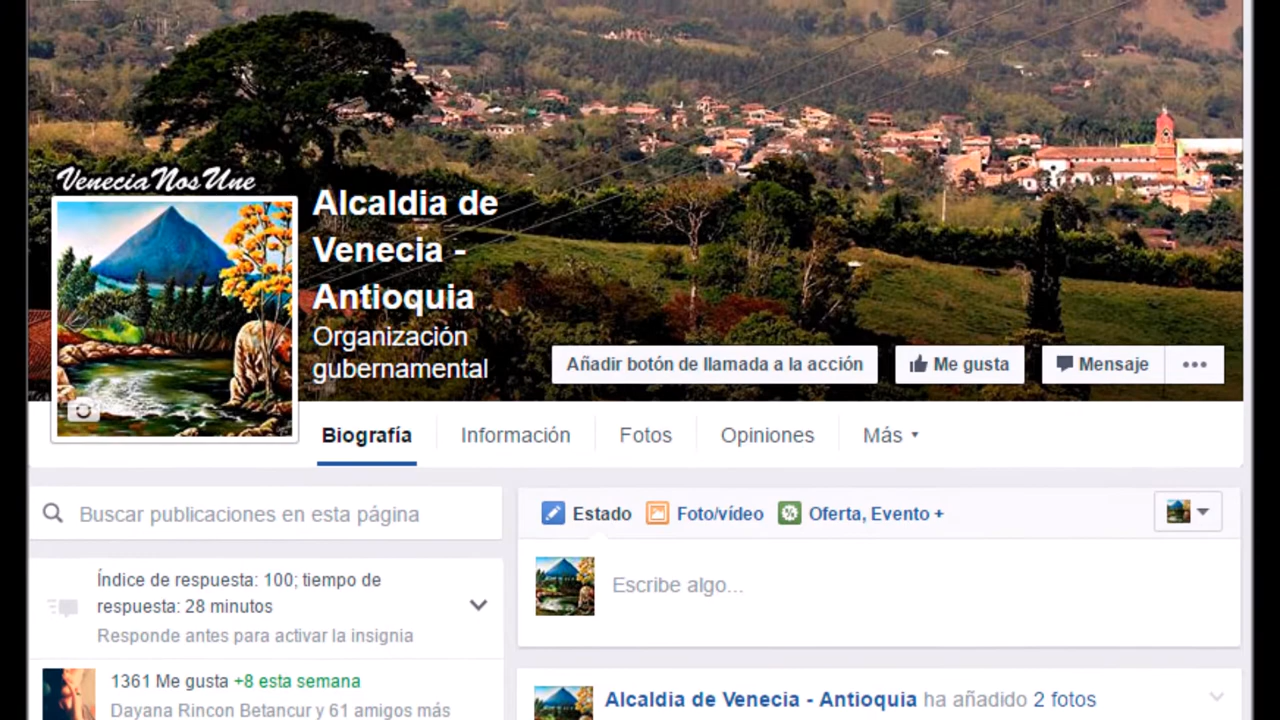 VeneciaNosUne
Alcaldia de
Venecia -
Antioquia
Organización
gubernamental
Añadir botón de llamada a la acción
Me gusta
Mensaje
Biografía
Información
Fotos
Opiniones
Más
Buscar publicaciones en esta página
Estado
Foto/vídeo
Oferta, Evento +
Escribe algo...
Índice de respuesta: 100; tiempo de
respuesta: 28 minutos
Responde antes para activar la insignia
1361 Me gusta +8 esta semana
Dayana Rincon Betancur y 61 amigos más
Alcaldia de Venecia - Antioquia ha añadido 2 fotos